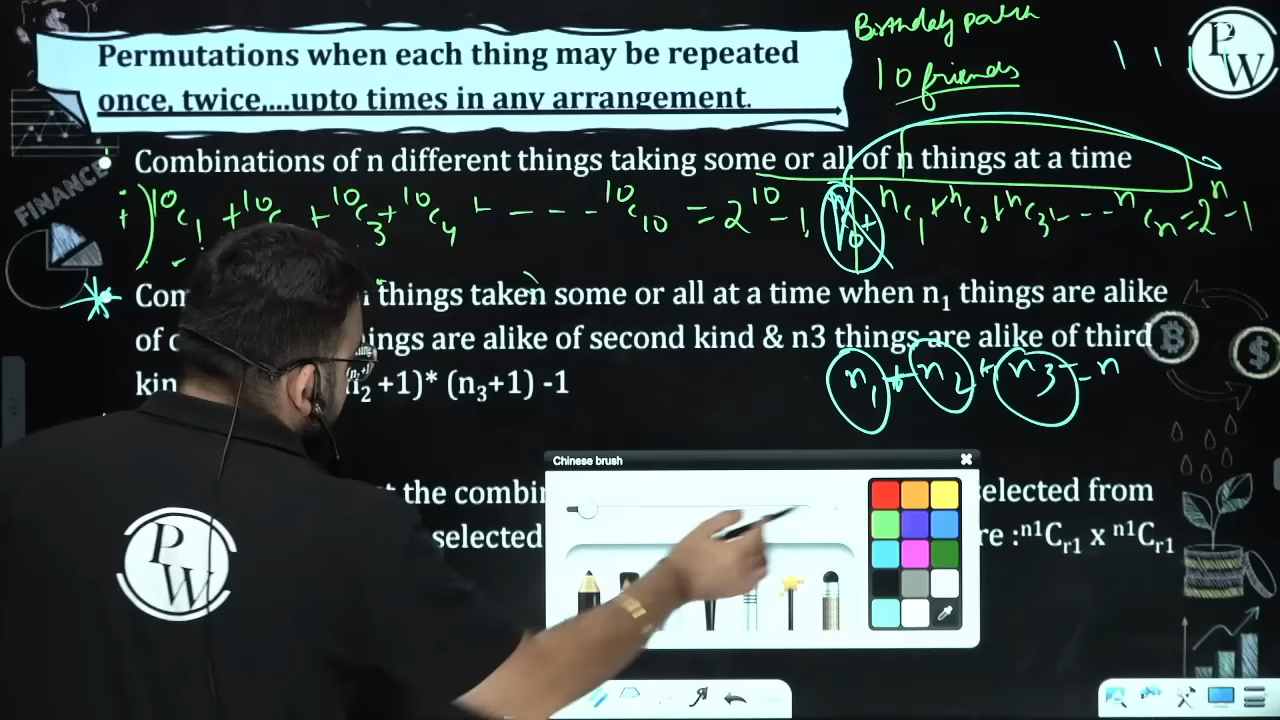 Birthday
10 friends
Permutations when each thing may be repeated
once, twice,...upto times in any arrangement.
P
W
FINANCE
Combinations of n different things taking some or all of n things at a time
i) ¹⁰C₁ + ¹⁰C + ¹⁰C₃ + ¹⁰C₄ + - - - - ¹⁰C₁₀ = 2¹⁰ - 1
ⁿC₁ + ⁿC₂ + ⁿC₃ - - - ⁿCₙ = 2ⁿ - 1
things taken some or all at a time when n₁ things are alike
things are alike of second kind & n3 things are alike of third
+1)* (n₃+1) -1
n₁ + n₂ + n₃ - n
Chinese brush
the selected from
selected :ⁿ¹Cᵣ₁ x ⁿ¹Cᵣ₁
P
W